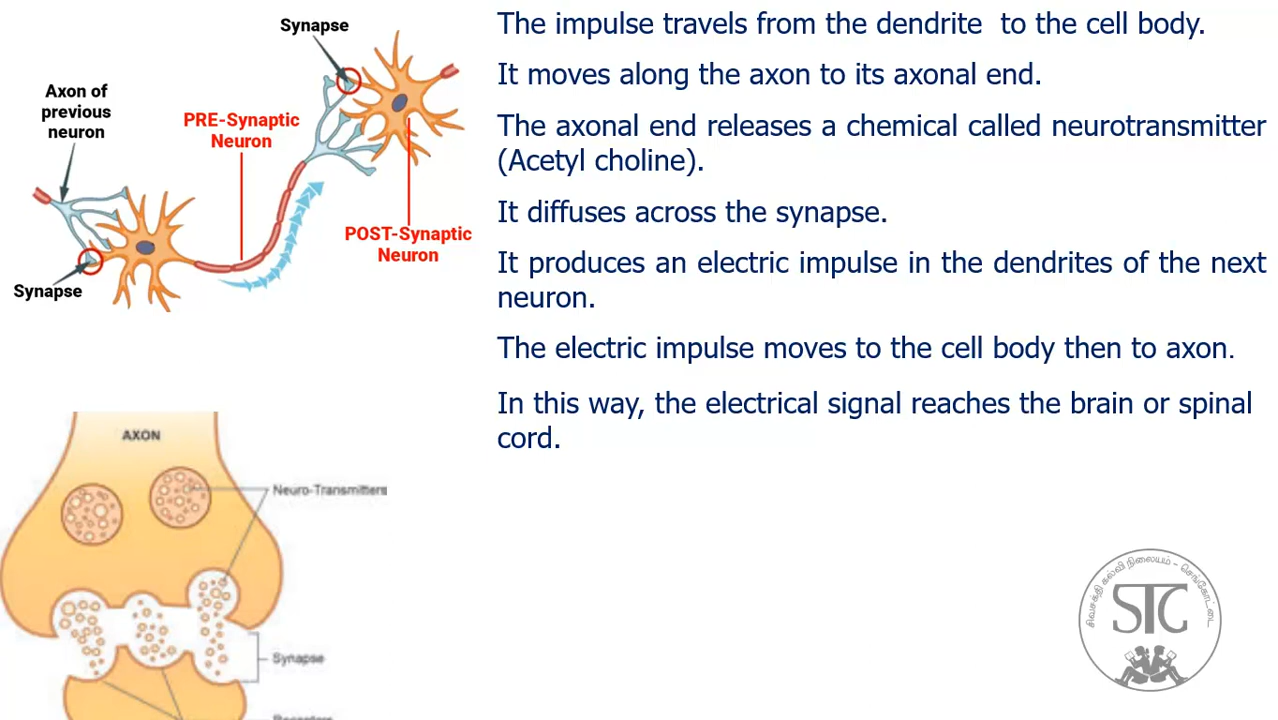 Synapse
Axon of
previous
neuron
PRE-Synaptic
Neuron
POST-Synaptic
Neuron
Synapse
The impulse travels from the dendrite to the cell body.
It moves along the axon to its axonal end.
The axonal end releases a chemical called neurotransmitter
(Acetyl choline).
It diffuses across the synapse.
It produces an electric impulse in the dendrites of the next
neuron.
The electric impulse moves to the cell body then to axon.
In this way, the electrical signal reaches the brain or spinal
cord.
AXON
Neuro-Transmitters
Synapse
சிவசக்தி கல்வி நிலையம் - செங்கோட்டை
STC